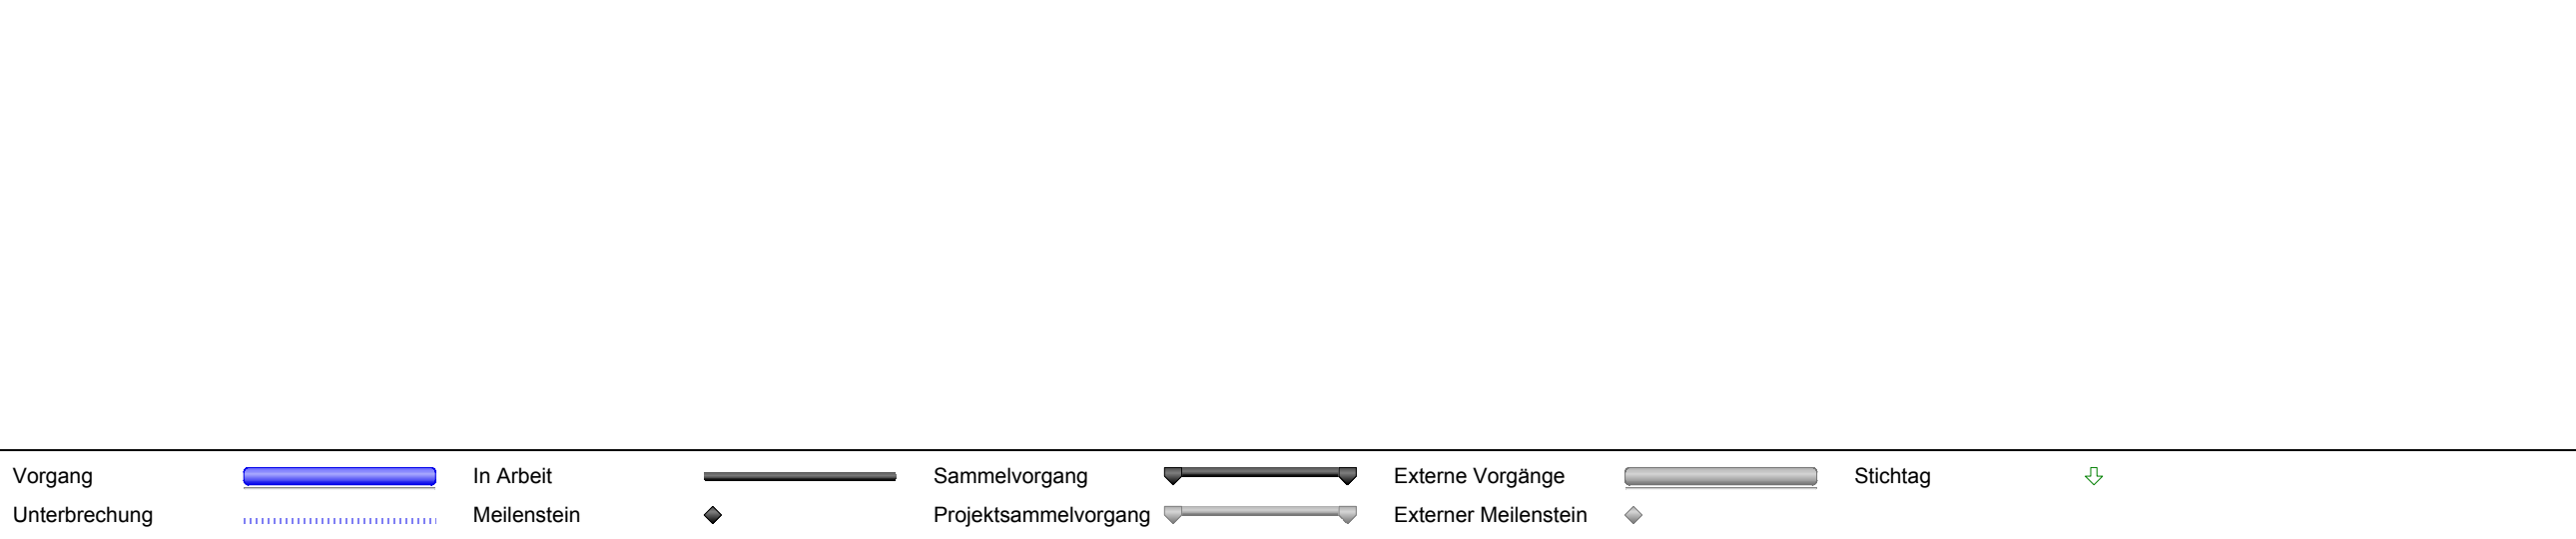 Vorgang In Arbeit Sammelvorgang Externe Vorgänge Stichtag
Unterbrechung Meilenstein Projektsammelvorgang Externer Meilenstein